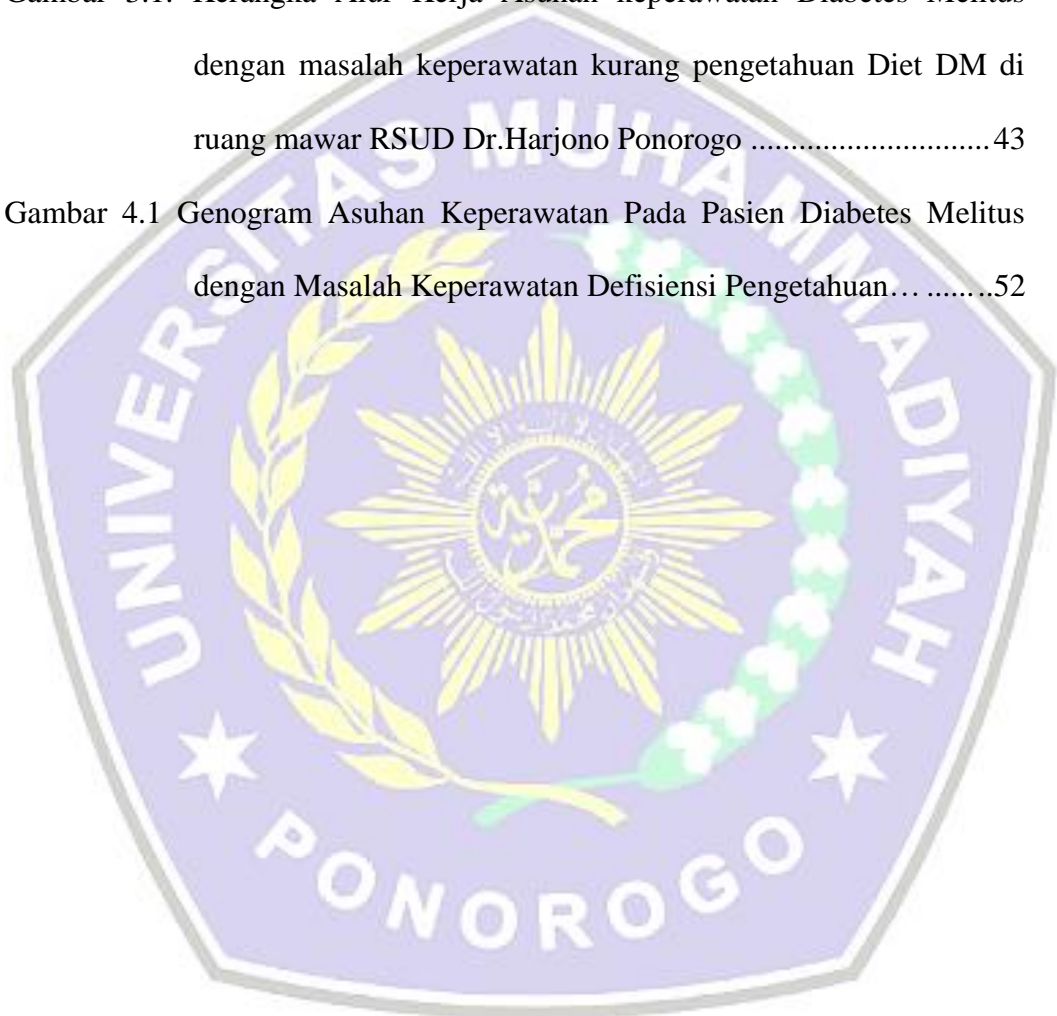 Gambar 3.1. Kerangka Alur Kerja Asuhan keperawatan Diabetes Melitus
dengan masalah keperawatan kurang pengetahuan Diet DM di
ruang mawar RSUD Dr.Harjono Ponorogo ..............................43
Gambar 4.1 Genogram Asuhan Keperawatan Pada Pasien Diabetes Melitus
dengan Masalah Keperawatan Defisiensi Pengetahuan… ........52
UNIVERSITAS MUHAMMADIYAH
PONOROGO